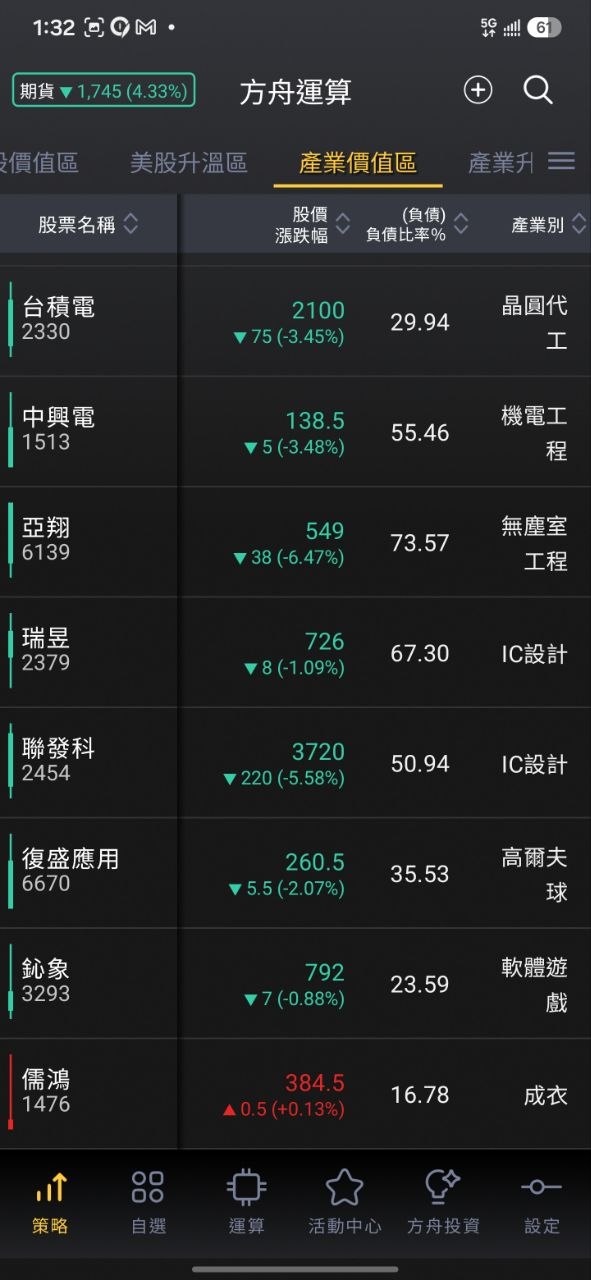 1:32
5G
61
期貨▼1,745 (4.33%)
方舟運算
價值區
美股升溫區
產業價值區
產業升
股票名稱
股價
漲跌幅
(負債)
負債比率%
產業別
台積電
2330
2100
▼75 (-3.45%)
29.94
晶圓代
工
中興電
1513
138.5
▼5 (-3.48%)
55.46
機電工
程
亞翔
6139
549
▼38 (-6.47%)
73.57
無塵室
工程
瑞昱
2379
726
▼8 (-1.09%)
67.30
IC設計
聯發科
2454
3720
▼220 (-5.58%)
50.94
IC設計
復盛應用
6670
260.5
▼5.5 (-2.07%)
35.53
高爾夫
球
鈊象
3293
792
▼7 (-0.88%)
23.59
軟體遊
戲
儒鴻
1476
384.5
▲0.5 (+0.13%)
16.78
成衣
策略
自選
運算
活動中心
方舟投資
設定